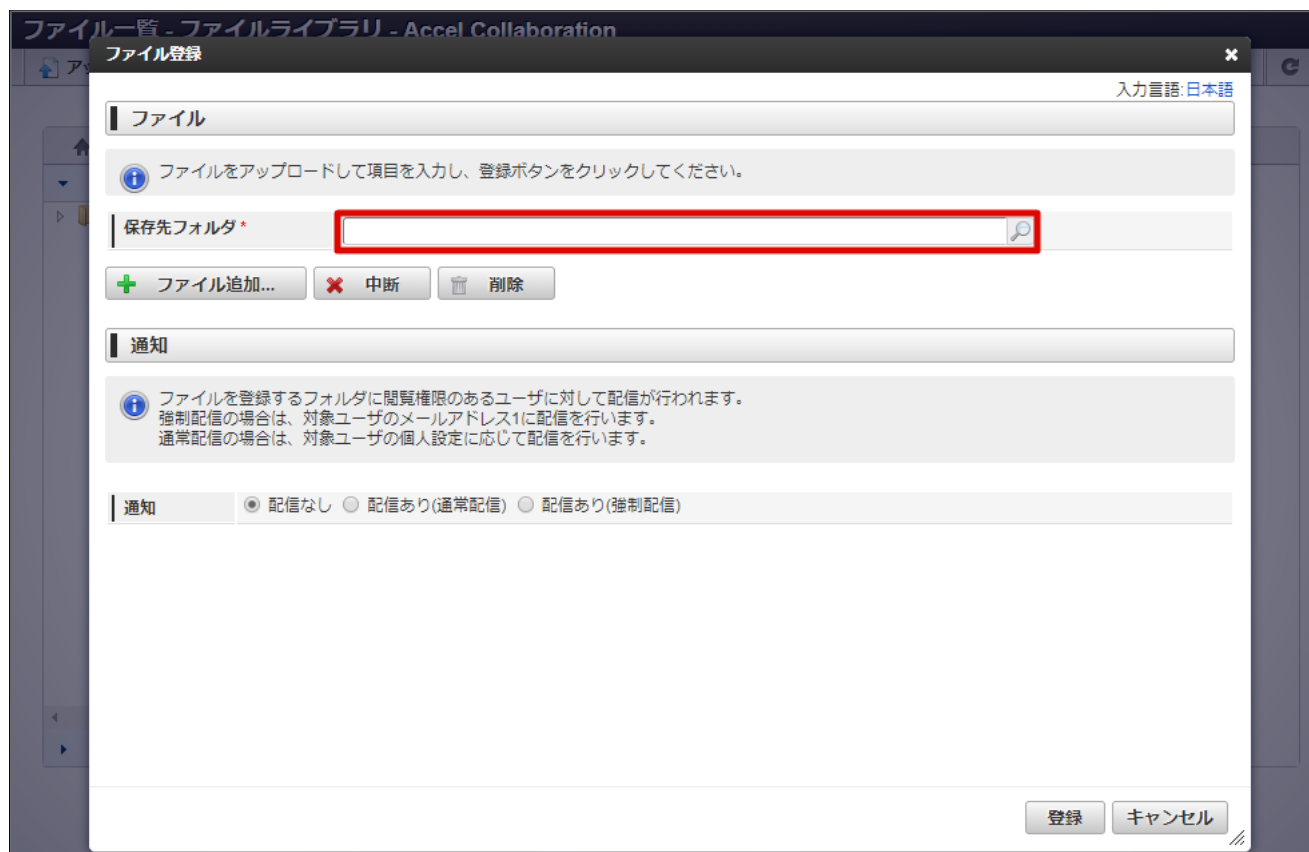 ファイル一覧 - ファイルライブラリ - Accel Collaboration
ファイル登録
入力言語:日本語
ファイル
ファイルをアップロードして項目を入力し、登録ボタンをクリックしてください。
保存先フォルダ*
ファイル追加... 中断 削除
通知
ファイルを登録するフォルダに閲覧権限のあるユーザに対して配信が行われます。
強制配信の場合は、対象ユーザのメールアドレス1に配信を行います。
通常配信の場合は、対象ユーザの個人設定に応じて配信を行います。
通知 配信なし 配信あり(通常配信) 配信あり(強制配信)
登録 キャンセル